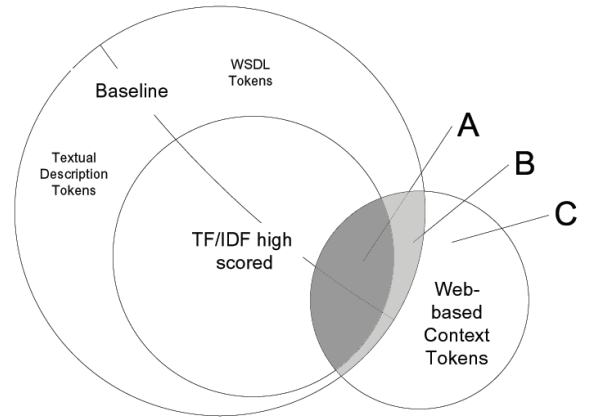 WSDL
Tokens
Baseline
A
B
Textual
Description
Tokens
C
TF/IDF high
scored
Web-
based
Context
Tokens